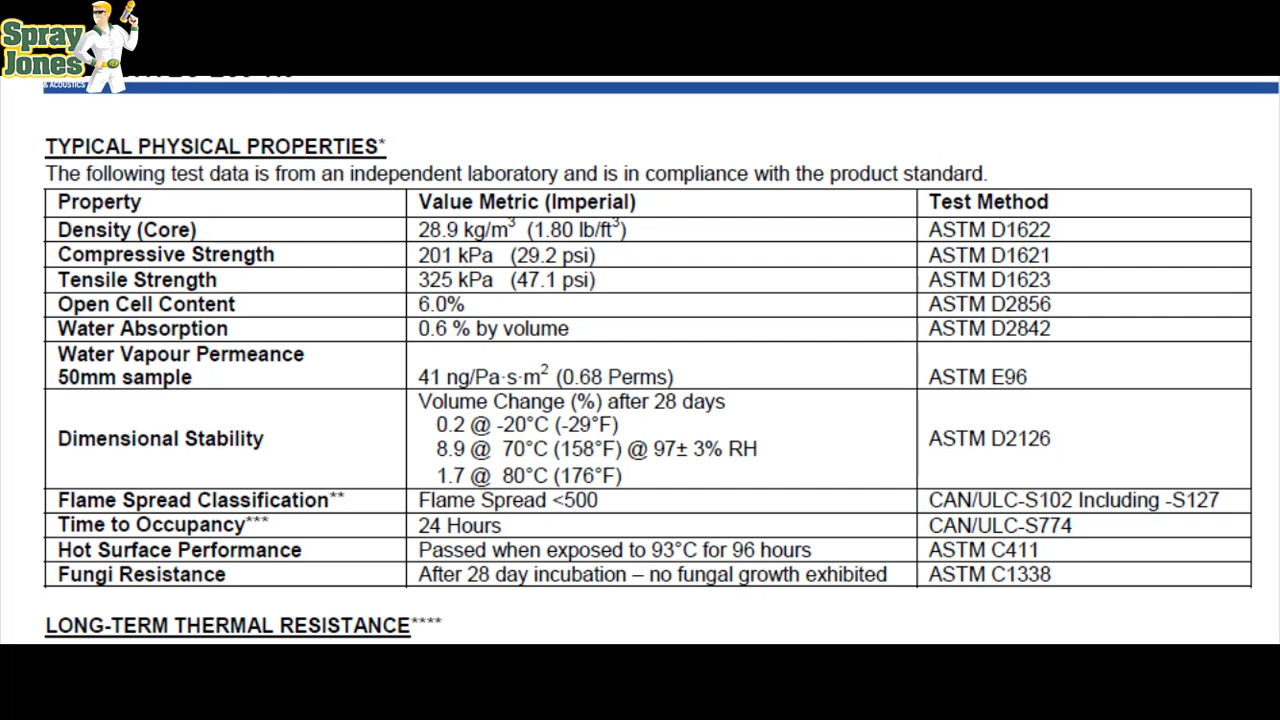 Spray
Jones
& ACOUSTICS
TYPICAL PHYSICAL PROPERTIES*
The following test data is from an independent laboratory and is in compliance with the product standard.
Property Value Metric (Imperial) Test Method
Density (Core) 28.9 kg/m³ (1.80 lb/ft³) ASTM D1622
Compressive Strength 201 kPa (29.2 psi) ASTM D1621
Tensile Strength 325 kPa (47.1 psi) ASTM D1623
Open Cell Content 6.0% ASTM D2856
Water Absorption 0.6 % by volume ASTM D2842
Water Vapour Permeance
50mm sample 41 ng/Pa·s·m² (0.68 Perms) ASTM E96
Volume Change (%) after 28 days
0.2 @ -20°C (-29°F)
Dimensional Stability ASTM D2126
8.9 @ 70°C (158°F) @ 97± 3% RH
1.7 @ 80°C (176°F)
Flame Spread Classification** Flame Spread <500 CAN/ULC-S102 Including -S127
Time to Occupancy*** 24 Hours CAN/ULC-S774
Hot Surface Performance Passed when exposed to 93°C for 96 hours ASTM C411
Fungi Resistance After 28 day incubation – no fungal growth exhibited ASTM C1338
LONG-TERM THERMAL RESISTANCE****